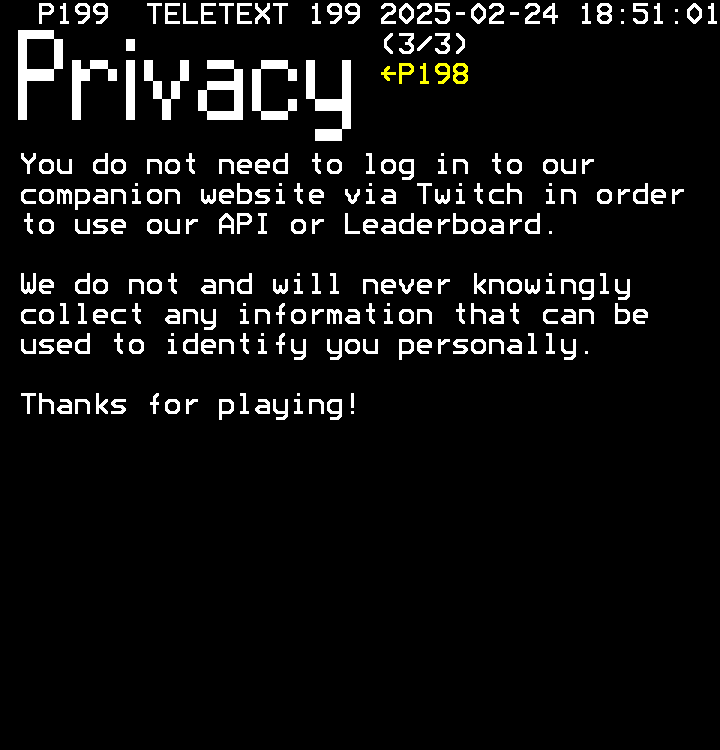 P199 TELETEXT 199 2025-02-24 18:51:01
Privacy
(3/3)
←P198
You do not need to log in to our
companion website via Twitch in order
to use our API or Leaderboard.
We do not and will never knowingly
collect any information that can be
used to identify you personally.
Thanks for playing!